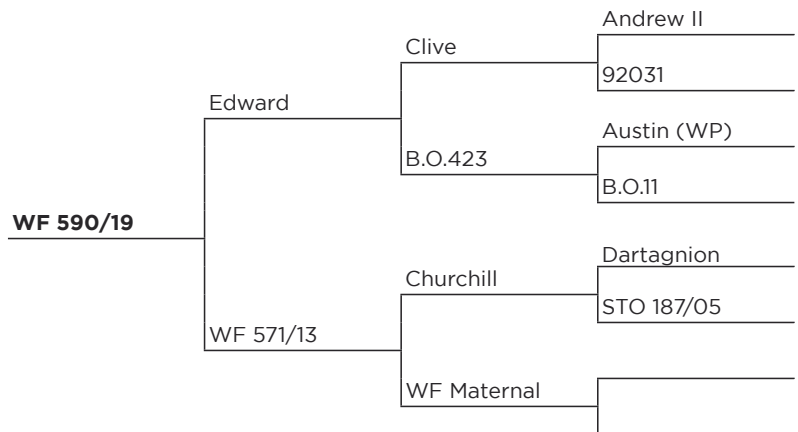 Andrew II
Clive
92031
Edward
Austin (WP)
B.O.423
B.O.11
WF 590/19
Dartagnion
Churchill
STO 187/05
WF 571/13
WF Maternal